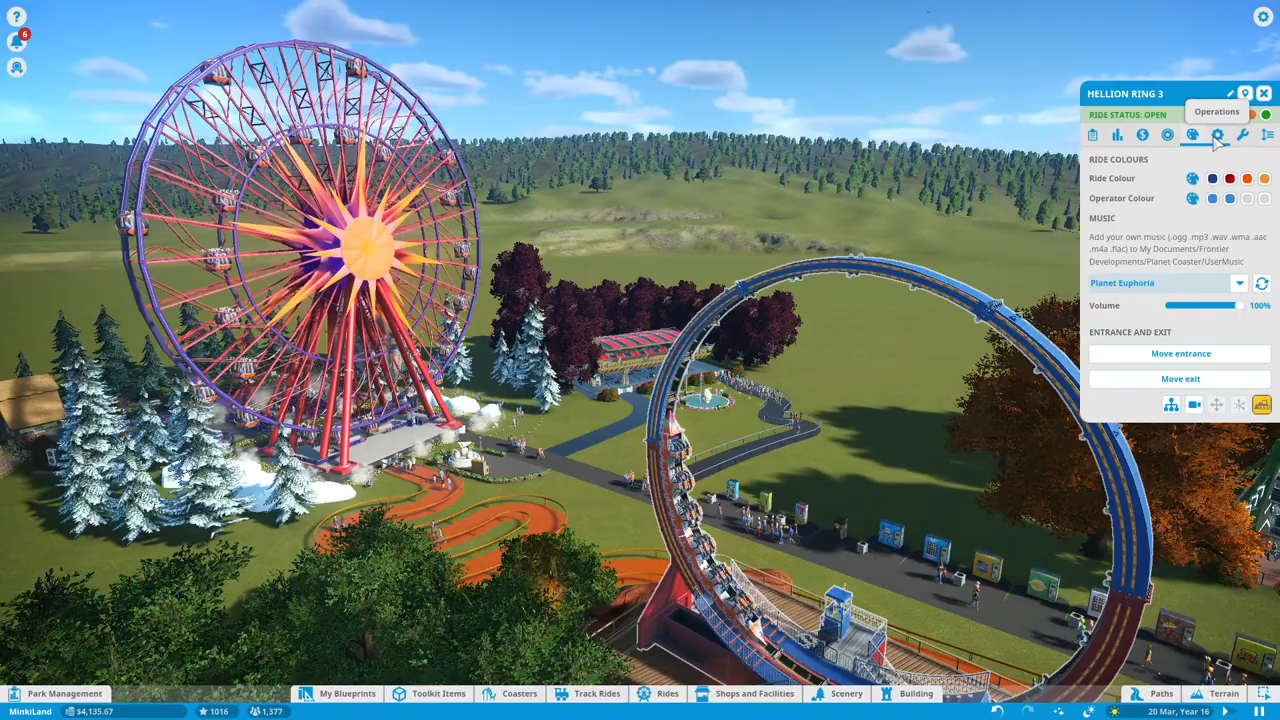 ?
6
HELLION RING 3
RIDE STATUS: OPEN
Operations
RIDE COLOURS
Ride Colour
Operator Colour
MUSIC
Add your own music (.ogg .mp3 .wav .wma .aac
.m4a .flac) to My Documents/Frontier
Developments/Planet Coaster/UserMusic
Planet Euphoria
Volume 100%
ENTRANCE AND EXIT
Move entrance
Move exit
Park Management My Blueprints Toolkit Items Coasters Track Rides Rides Shops and Facilities Scenery Building Paths Terrain
MinkiLand $4,135.67 1016 1,377 20 Mar, Year 16